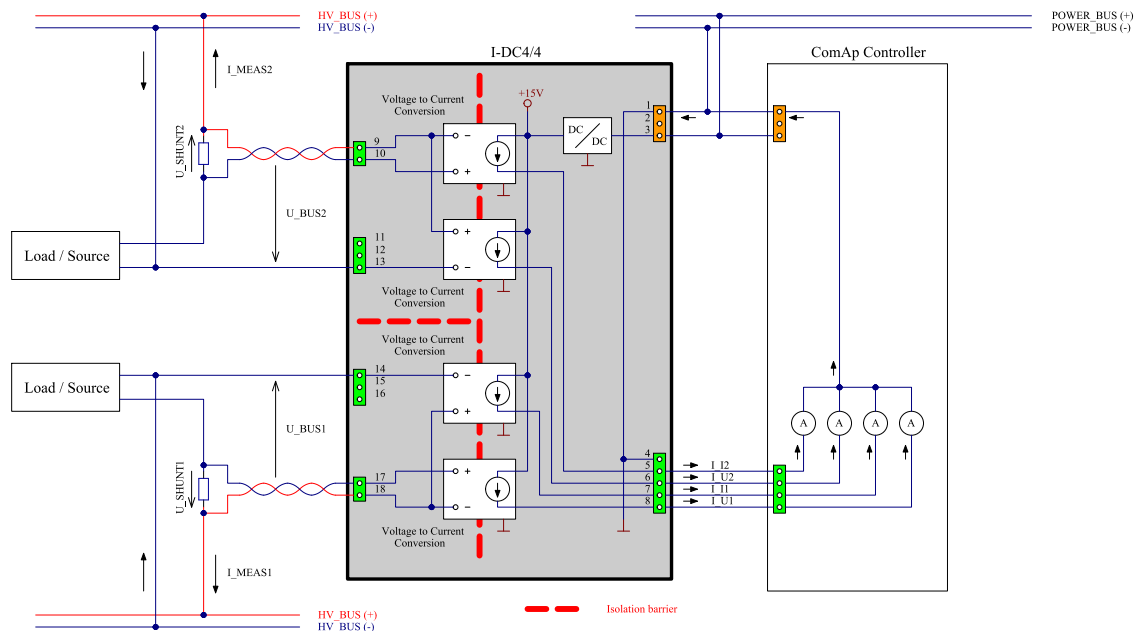 HV_BUS (+)
HV_BUS (-)
POWER_BUS (+)
POWER_BUS (-)
I-DC4/4
ComAp Controller
I_MEAS2
Voltage to Current
Conversion
+15V
1
2
3
DC
DC
U_SHUNT2
9
10
-
+
U_BUS2
Load / Source
11
12
13
+
-
Voltage to Current
Conversion
Voltage to Current
Conversion
Load / Source
14
15
16
-
+
A
A
A
A
U_BUS1
U_SHUNT1
17
18
+
-
4
5
6
7
8
I_I2
I_U2
I_I1
I_U1
Voltage to Current
Conversion
I_MEAS1
HV_BUS (+)
HV_BUS (-)
Isolation barrier